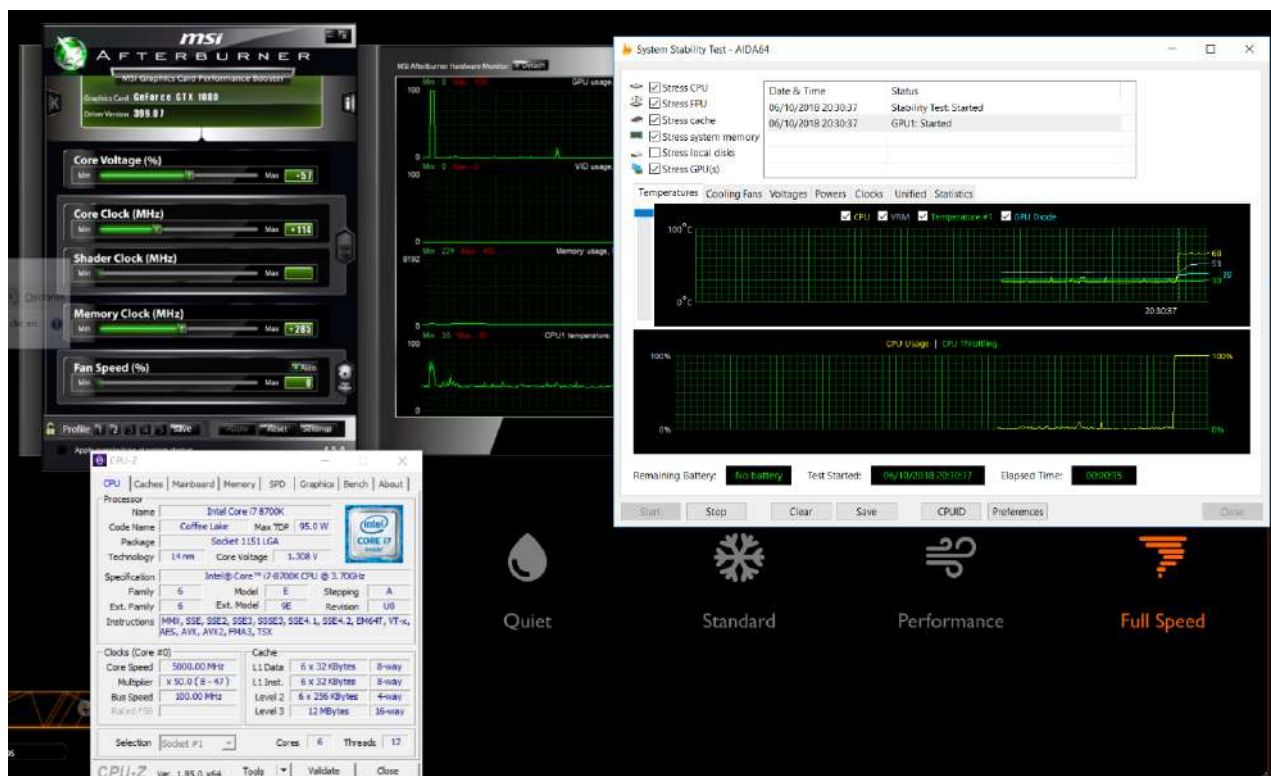 msi
AFTERBURNER
MSI Graphics Card Performance Booster
Graphics Card Geforce GTX 1080
Driver Version 399.07
K
i
Core Voltage (%)
Min Max +57
Core Clock (MHz)
Min Max +114
Shader Clock (MHz)
Min Max
Memory Clock (MHz)
Min Max +285
Fan Speed (%)
Auto
Min Max 0
Profile 1 2 3 4 5 Save Apply Reset Settings
MSI Afterburner Hardware Monitor Detach
100 GPU usage,
0
100 VID usage,
0
Min : 224
8192 Memory usage,
0
100 CPU1 temperature
0
System Stability Test - AIDA64
Stress CPU
Stress FPU
Stress cache
Stress system memory
Stress local disks
Stress GPU(s)
Date & Time Status
06/10/2018 20:30:37 Stability Test: Started
06/10/2018 20:30:37 GPU1: Started
Temperatures Cooling Fans Voltages Powers Clocks Unified Statistics
CPU VRM Temperature #1 GPU Diode
100°C
68
53
39
30
0°C
20:30:37
CPU Usage | CPU Throttling
100% 100%
0% 0%
Remaining Battery: No battery Test Started: 06/10/2018 20:30:37 Elapsed Time: 00:00:35
Start Stop Clear Save CPUID Preferences Close
CPU-Z
CPU Caches Mainboard Memory SPD Graphics Bench About
Processor
Name Intel Core i7 8700K
Code Name Coffee Lake Max TDP 95.0 W
Package Socket 1151 LGA
Technology 14 nm Core Voltage 1.308 V
intel
CORE i7
inside
Specification Intel® Core™ i7-8700K CPU @ 3.70GHz
Family 6 Model E Stepping A
Ext. Family 6 Ext. Model 9E Revision U0
Instructions MMX, SSE, SSE2, SSE3, SSSE3, SSE4.1, SSE4.2, EM64T, VT-x,
AES, AVX, AVX2, FMA3, TSX
Clocks (Core #0)
Core Speed 5000.00 MHz
Multiplier x 50.0 ( 8 - 47 )
Bus Speed 100.00 MHz
Rated FSB
Cache
L1 Data 6 x 32 KBytes 8-way
L1 Inst. 6 x 32 KBytes 8-way
Level 2 6 x 256 KBytes 4-way
Level 3 12 MBytes 16-way
Selection Socket #1 Cores 6 Threads 12
CPU-Z Ver. 1.85.0.x64 Tools Validate Close
Quiet
Standard
Performance
Full Speed